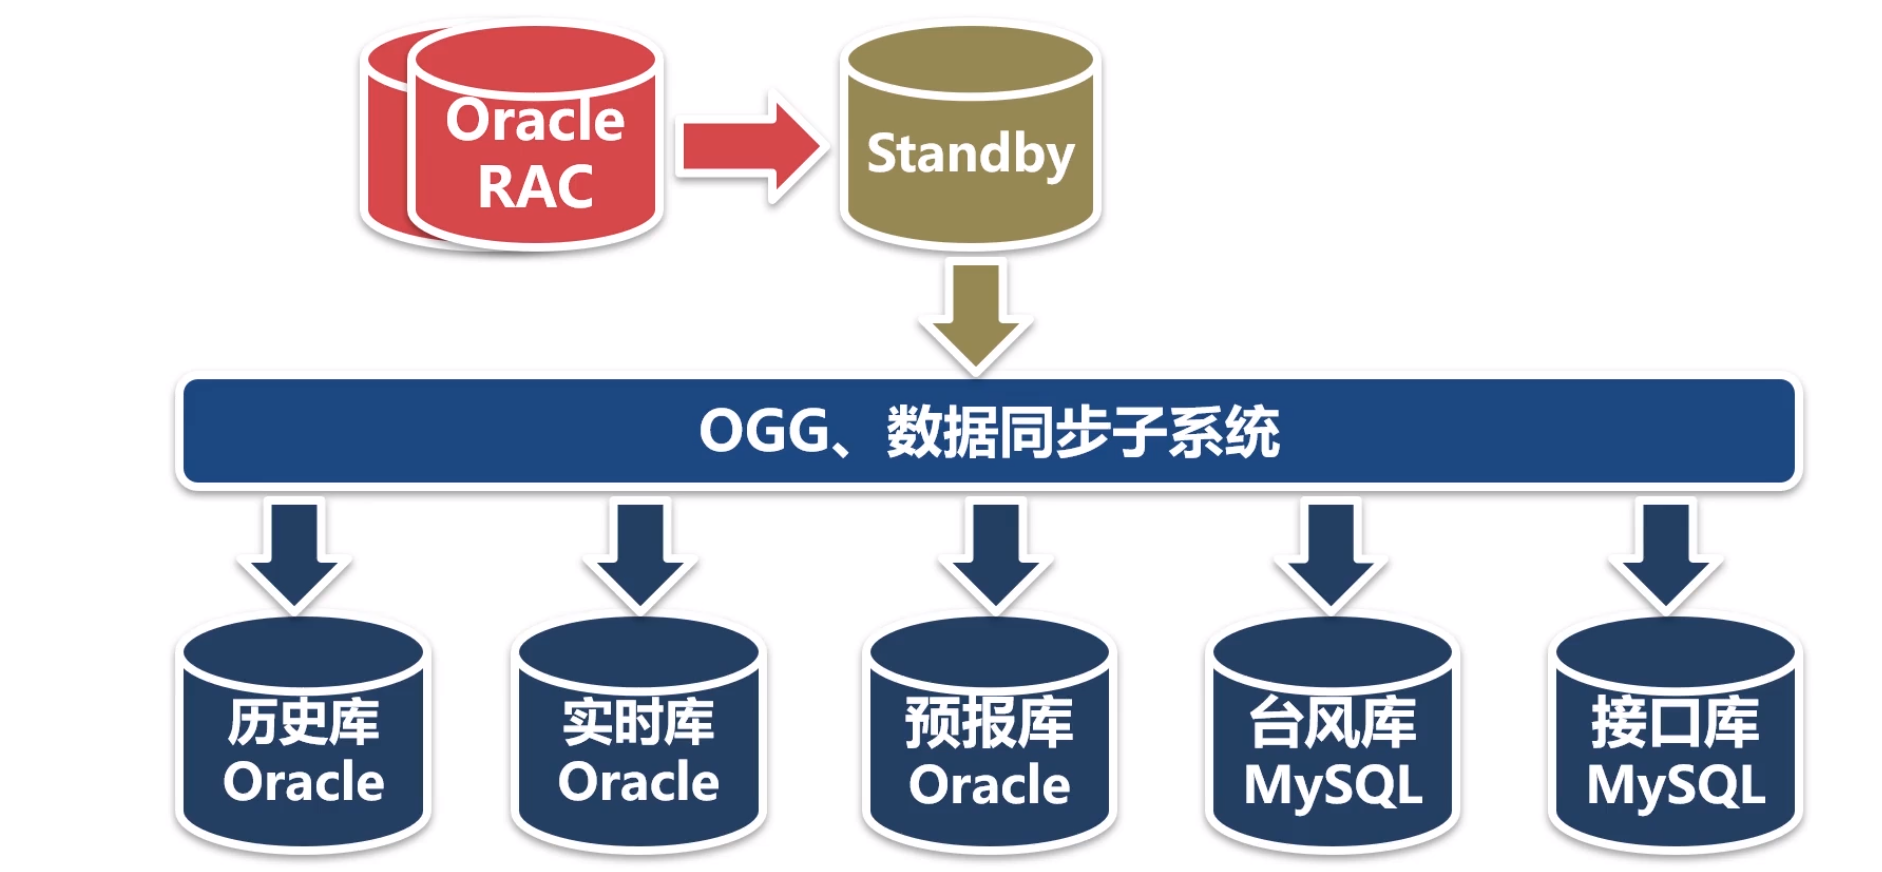 Oracle
RAC
Standby
OGG、数据同步子系统
历史库
Oracle
实时库
Oracle
预报库
Oracle
台风库
MySQL
接口库
MySQL